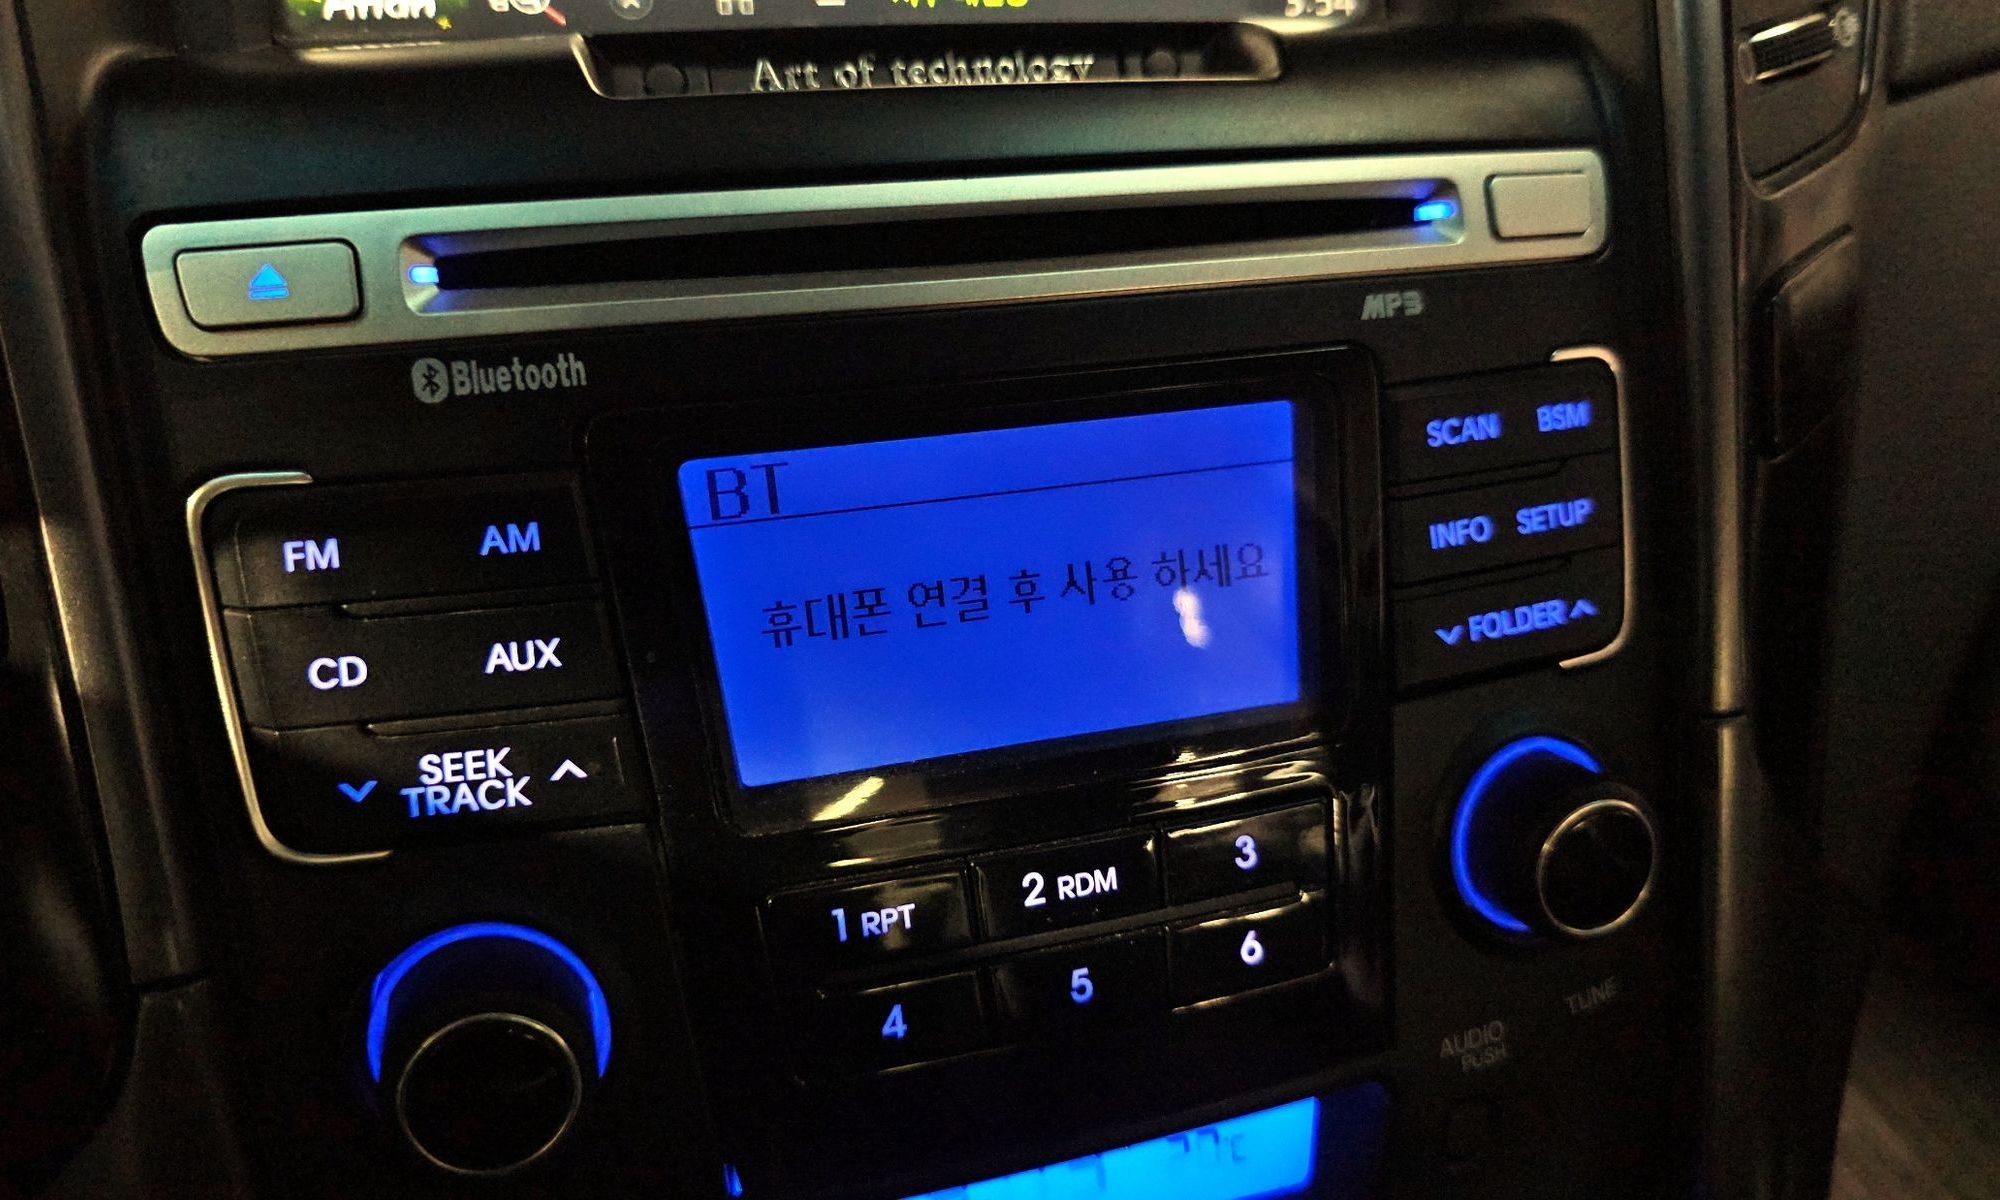 Art of technology
MP3
Bluetooth
BT
휴대폰 연결 후 사용 하세요
FM AM
CD AUX
SEEK
TRACK
SCAN BSM
INFO SETUP
FOLDER
1 RPT 2 RDM 3
4 5 6
TUNE
AUDIO
PUSH